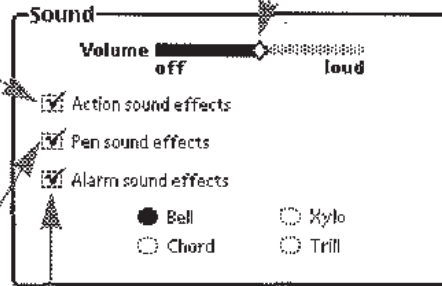 Sound
Volume
off loud
Action sound effects
Pen sound effects
Alarm sound effects
Bell Xylo
Chord Trill